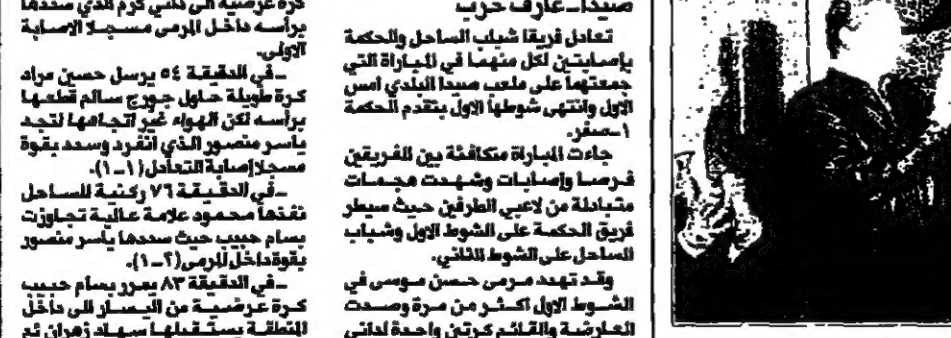 صيدا ـ عارف حرب
تعادل فريقا شباب الساحل والحكمة
بإصابتين لكل منهما في المباراة التي
جمعتهما على ملعب صيدا البلدي أمس
الاول وانتهى شوطها الاول بتقدم الحكمة
١ ـ صفر.
جاءت المباراة متكافئة بين الفريقين
فرصا وإصابات وشهدت هجمات
متبادلة من لاعبي الطرفين حيث سيطر
فريق الحكمة على الشوط الاول وشباب
الساحل على الشوط الثاني.
وقد تهدد مرمى حسن موسى في
الشوط الاول اكثر من مرة وصدت
العارضة والقائم كرتين واحدة لداني
كرة عرضية الى داني كرم الذي سددها
برأسه داخل المرمى مسجلا الاصابة
الاولى.
ـ في الدقيقة ٥٤ يرسل حسين مراد
كرة طويلة حاول جورج سالم قطعها
برأسه لكن الهواء غير اتجاهها لتجد
ياسر منصور الذي انفرد وسدد بقوة
مسجلا إصابة التعادل (١ ـ ١).
ـ في الدقيقة ٧٦ ركنية للساحل
نفذها محمود علامة عالية تجاوزت
بسام حبيب حيث سددها ياسر منصور
بقوة داخل المرمى (٢ ـ ١).
ـ في الدقيقة ٨٣ يمرر بسام حبيب
كرة عرضية من اليسار الى داخل
المنطقة يستقبلها سهاد زهران ثم